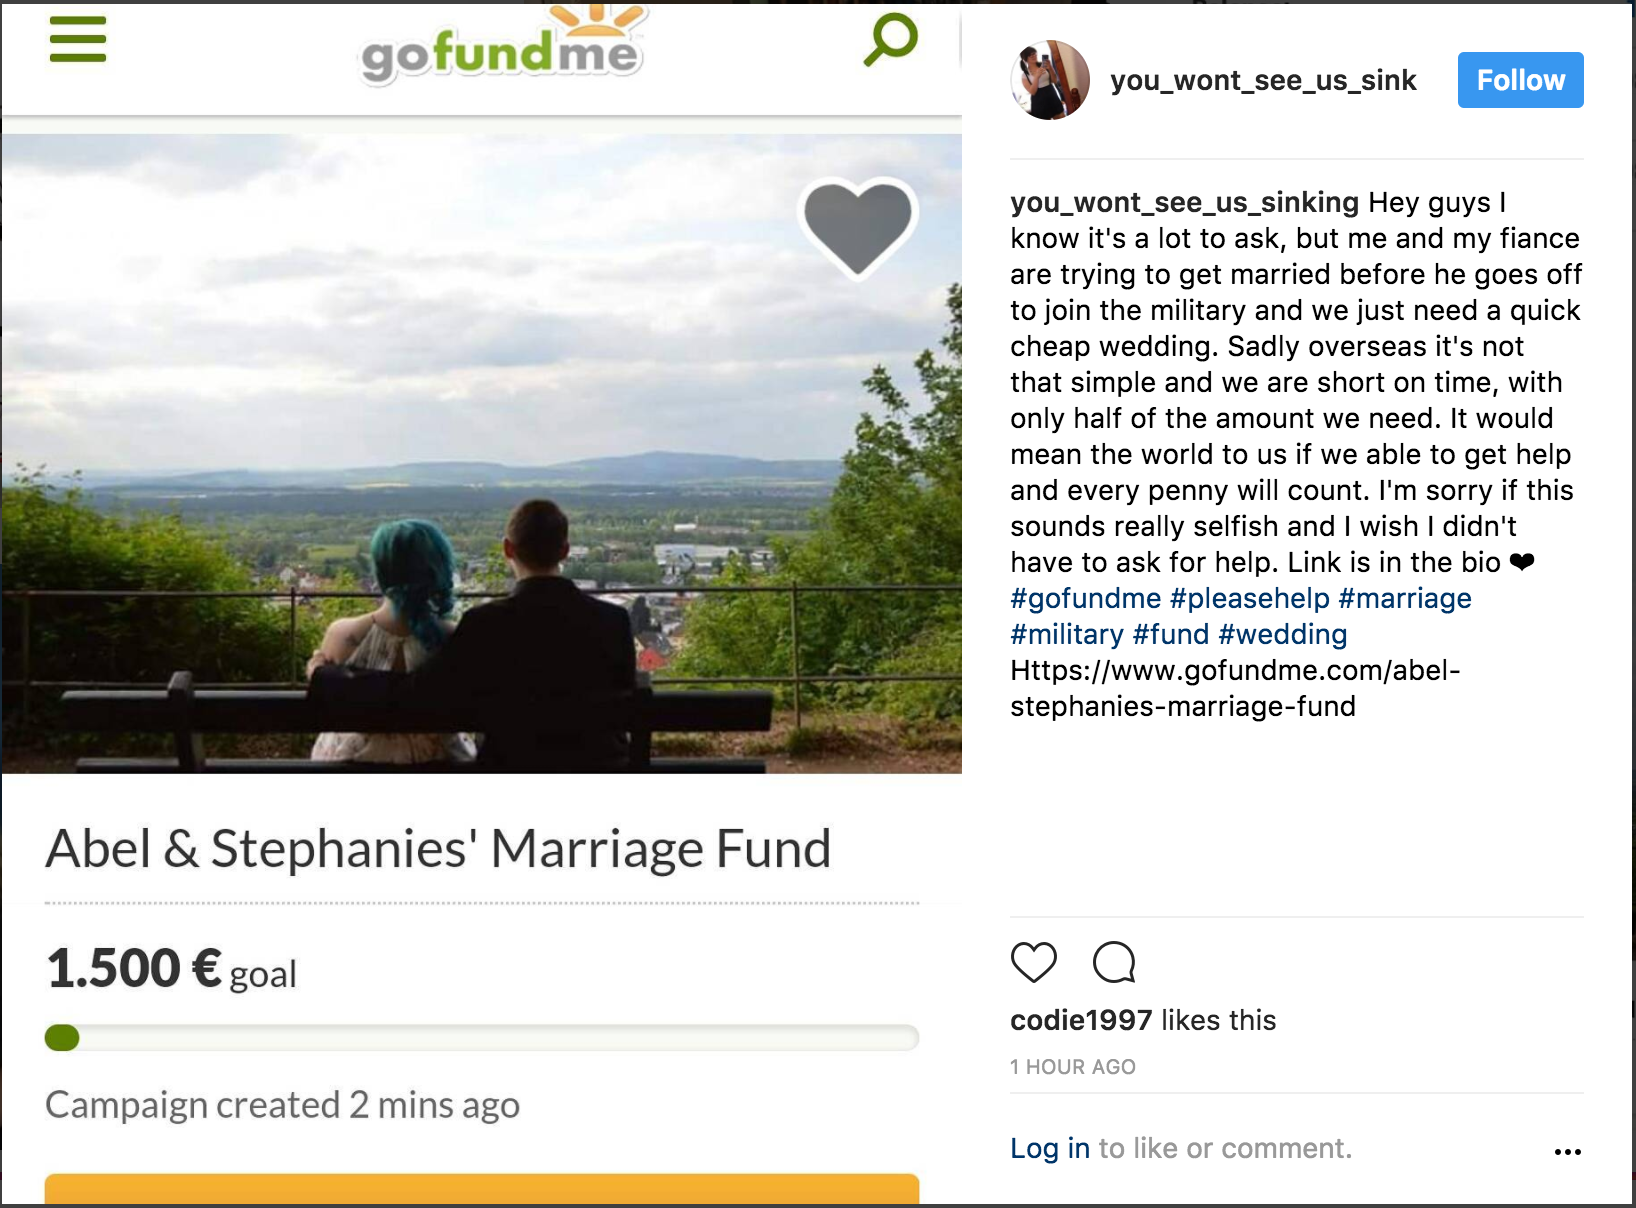 gofundme
Abel & Stephanies' Marriage Fund
1.500 € goal
Campaign created 2 mins ago
you_wont_see_us_sink
Follow
you_wont_see_us_sinking Hey guys I
know it's a lot to ask, but me and my fiance
are trying to get married before he goes off
to join the military and we just need a quick
cheap wedding. Sadly overseas it's not
that simple and we are short on time, with
only half of the amount we need. It would
mean the world to us if we able to get help
and every penny will count. I'm sorry if this
sounds really selfish and I wish I didn't
have to ask for help. Link is in the bio ❤
#gofundme #pleasehelp #marriage
#military #fund #wedding
Https://www.gofundme.com/abel-
stephanies-marriage-fund
codie1997 likes this
1 HOUR AGO
Log in to like or comment.